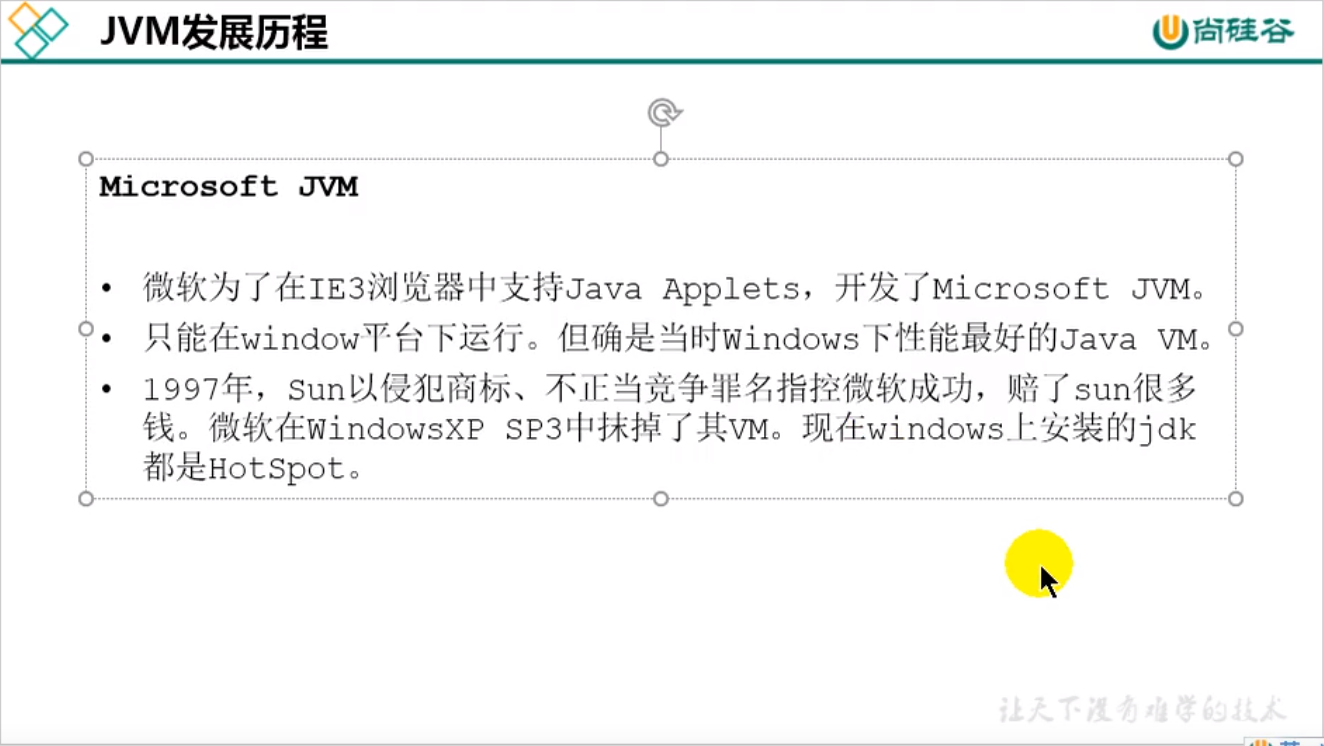 JVM发展历程
尚硅谷
Microsoft JVM
• 微软为了在IE3浏览器中支持Java Applets，开发了Microsoft JVM。
• 只能在window平台下运行。但确是当时Windows下性能最好的Java VM。
• 1997年，Sun以侵犯商标、不正当竞争罪名指控微软成功，赔了sun很多
钱。微软在WindowsXP SP3中抹掉了其VM。现在windows上安装的jdk
都是HotSpot。
让天下没有难学的技术